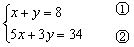 x+y=8 ①
5x+3y=34 ②